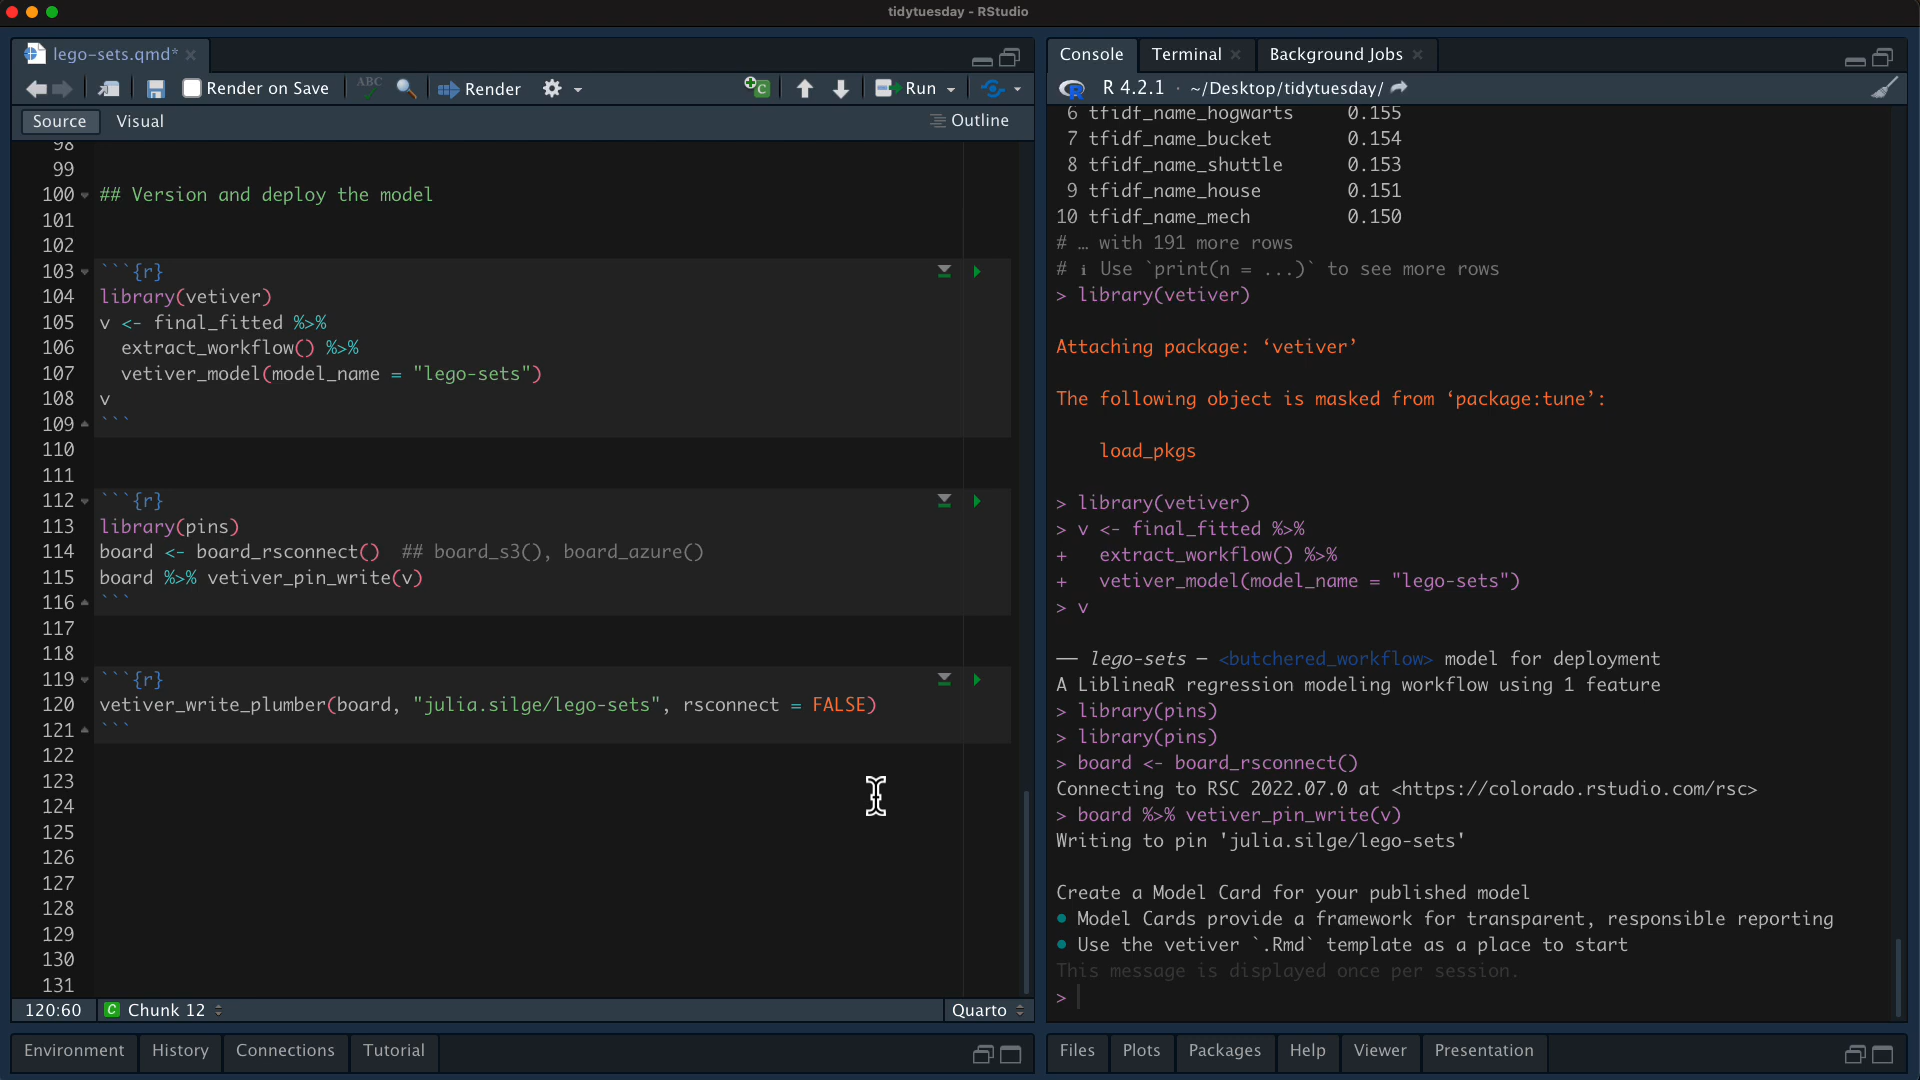 tidytuesday - RStudio
lego-sets.qmd*
Render on Save
ABC
Render
Run
Source
Visual
Outline
98
99
100 ## Version and deploy the model
101
102
103 ```{r}
104 library(vetiver)
105 v <- final_fitted %>%
106   extract_workflow() %>%
107   vetiver_model(model_name = "lego-sets")
108 v
109 ```
110
111
112 ```{r}
113 library(pins)
114 board <- board_rsconnect()  ## board_s3(), board_azure()
115 board %>% vetiver_pin_write(v)
116 ```
117
118
119 ```{r}
120 vetiver_write_plumber(board, "julia.silge/lego-sets", rsconnect = FALSE)
121 ```
122
123
124
125
126
127
128
129
130
131
120:60
C Chunk 12
Quarto
Environment
History
Connections
Tutorial
Console
Terminal
Background Jobs
R 4.2.1 · ~/Desktop/tidytuesday/
6 tfidf_name_hogwarts     0.155
7 tfidf_name_bucket       0.154
8 tfidf_name_shuttle      0.153
9 tfidf_name_house        0.151
10 tfidf_name_mech         0.150
# … with 191 more rows
# ℹ Use `print(n = ...)` to see more rows
> library(vetiver)
Attaching package: ‘vetiver’
The following object is masked from ‘package:tune’:
load_pkgs
> library(vetiver)
> v <- final_fitted %>%
+   extract_workflow() %>%
+   vetiver_model(model_name = "lego-sets")
> v
── lego-sets ─ <butchered_workflow> model for deployment
A LiblineaR regression modeling workflow using 1 feature
> library(pins)
> library(pins)
> board <- board_rsconnect()
Connecting to RSC 2022.07.0 at <https://colorado.rstudio.com/rsc>
> board %>% vetiver_pin_write(v)
Writing to pin 'julia.silge/lego-sets'
Create a Model Card for your published model
• Model Cards provide a framework for transparent, responsible reporting
• Use the vetiver `.Rmd` template as a place to start
This message is displayed once per session.
>
Files
Plots
Packages
Help
Viewer
Presentation